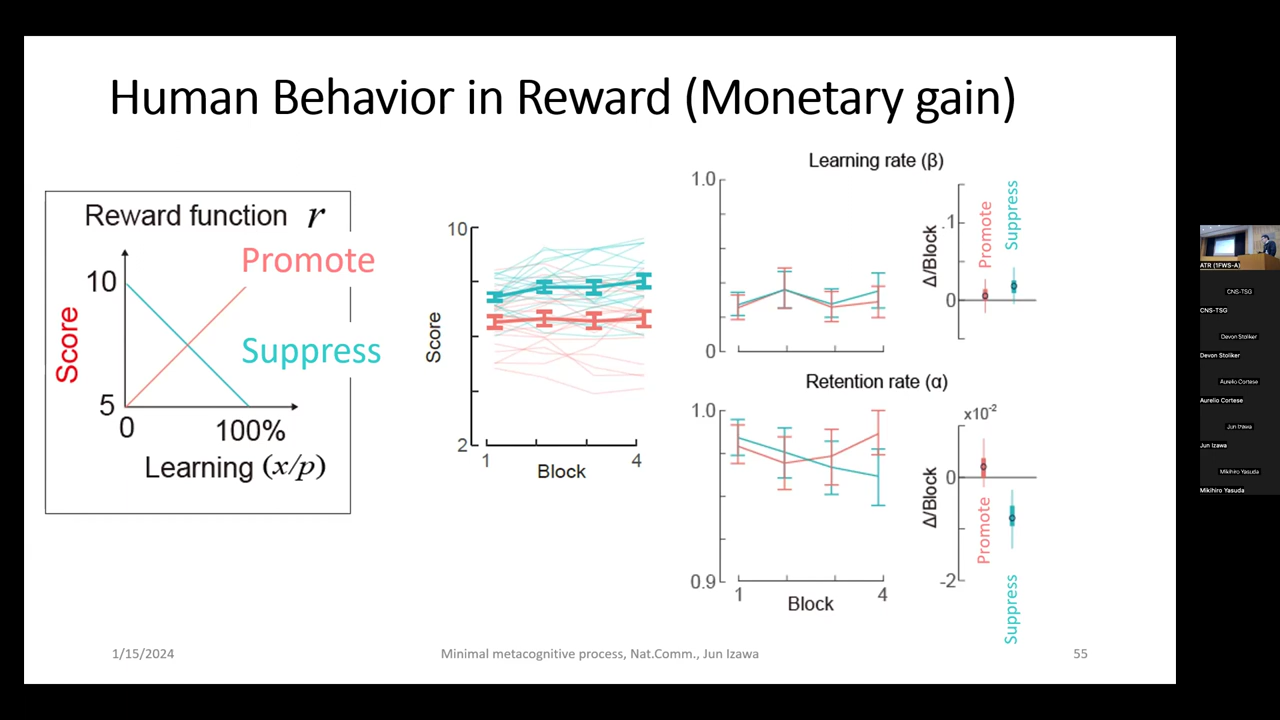 Human Behavior in Reward (Monetary gain)
Reward function r
Promote
10
Score
Suppress
5
0
100%
Learning (x/p)
10
Score
2
1
Block
4
Learning rate (β)
1.0
0
Δ/Block
.1
0
Promote
Suppress
Retention rate (α)
1.0
0.9
1
Block
4
x10-2
Δ/Block
0
-2
Promote
Suppress
1/15/2024
Minimal metacognitive process, Nat.Comm., Jun Izawa
55
ATR (1FWS-A)
CNS-TSG
CNS-TSG
Devon Stoliker
Devon Stoliker
Aurelio Cortese
Aurelio Cortese
Jun Izawa
Jun Izawa
Mikihiro Yasuda
Mikihiro Yasuda